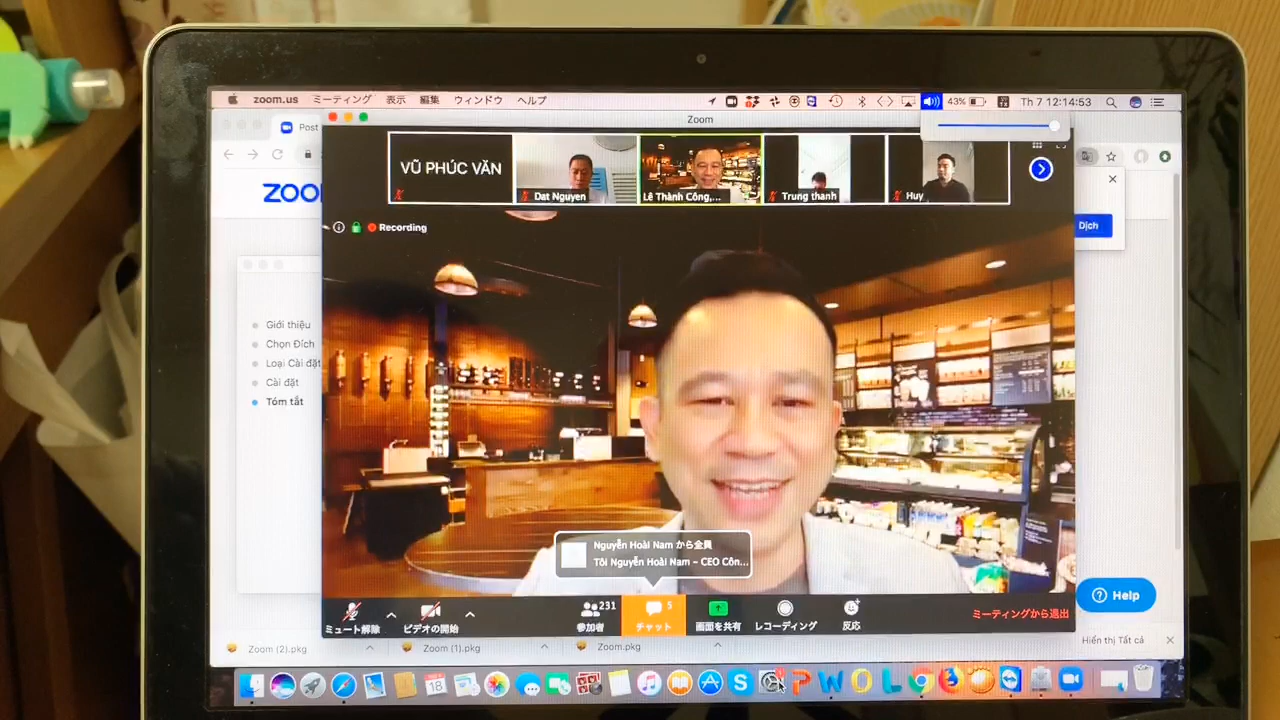 zoom.us ミーティング 表示 編集 ウィンドウ ヘルプ 43% Th 7 12:14:53
Post
Zoom
ZOO
VŨ PHÚC VĂN
Dat Nguyen
Lê Thành Công,...
Trung thanh
Huy
Dịch
Recording
Giới thiệu
Chọn Đích
Loại Cài đặt
Cài đặt
Tóm tắt
Nguyễn Hoài Nam から全員
Tôi Nguyễn Hoài Nam – CEO Côn...
Help
231
5
ミュート解除
ビデオの開始
参加者
チャット
画面を共有
レコーディング
反応
ミーティングから退出
Zoom (2).pkg
Zoom (1).pkg
Zoom.pkg
Hiển thị Tất cả
18